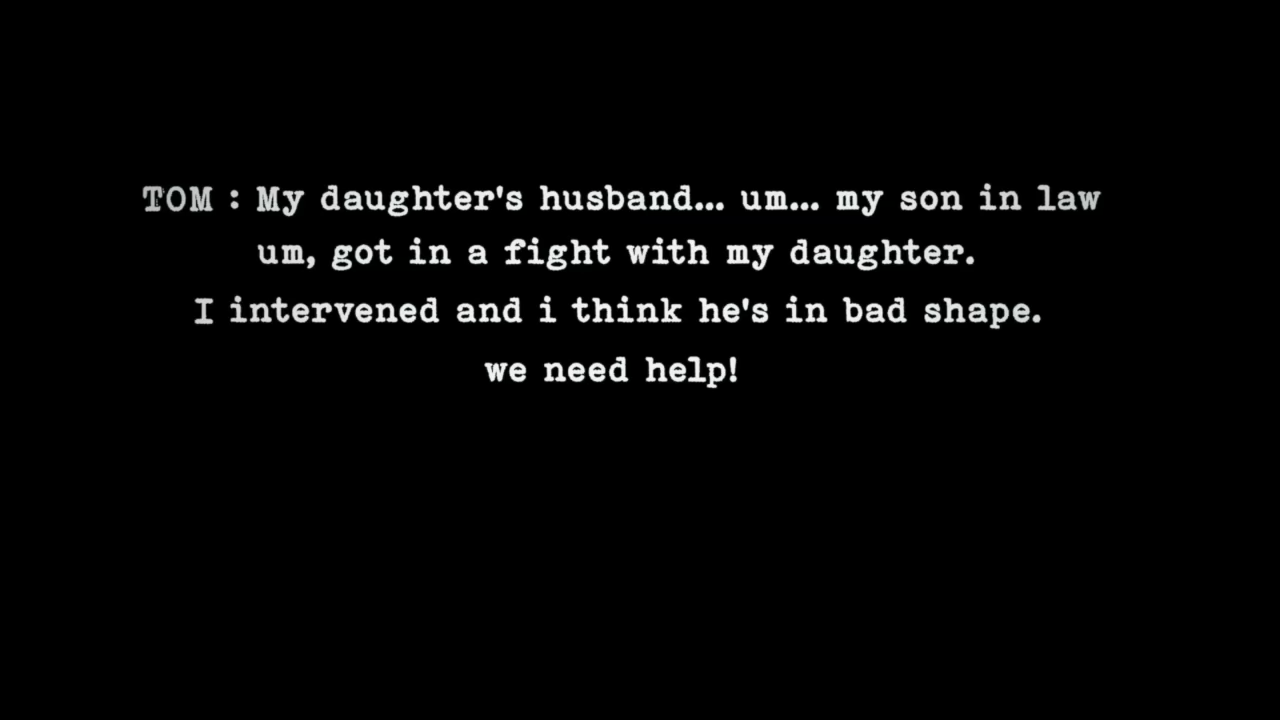 TOM : My daughter's husband... um... my son in law
um, got in a fight with my daughter.
I intervened and i think he's in bad shape.
we need help!